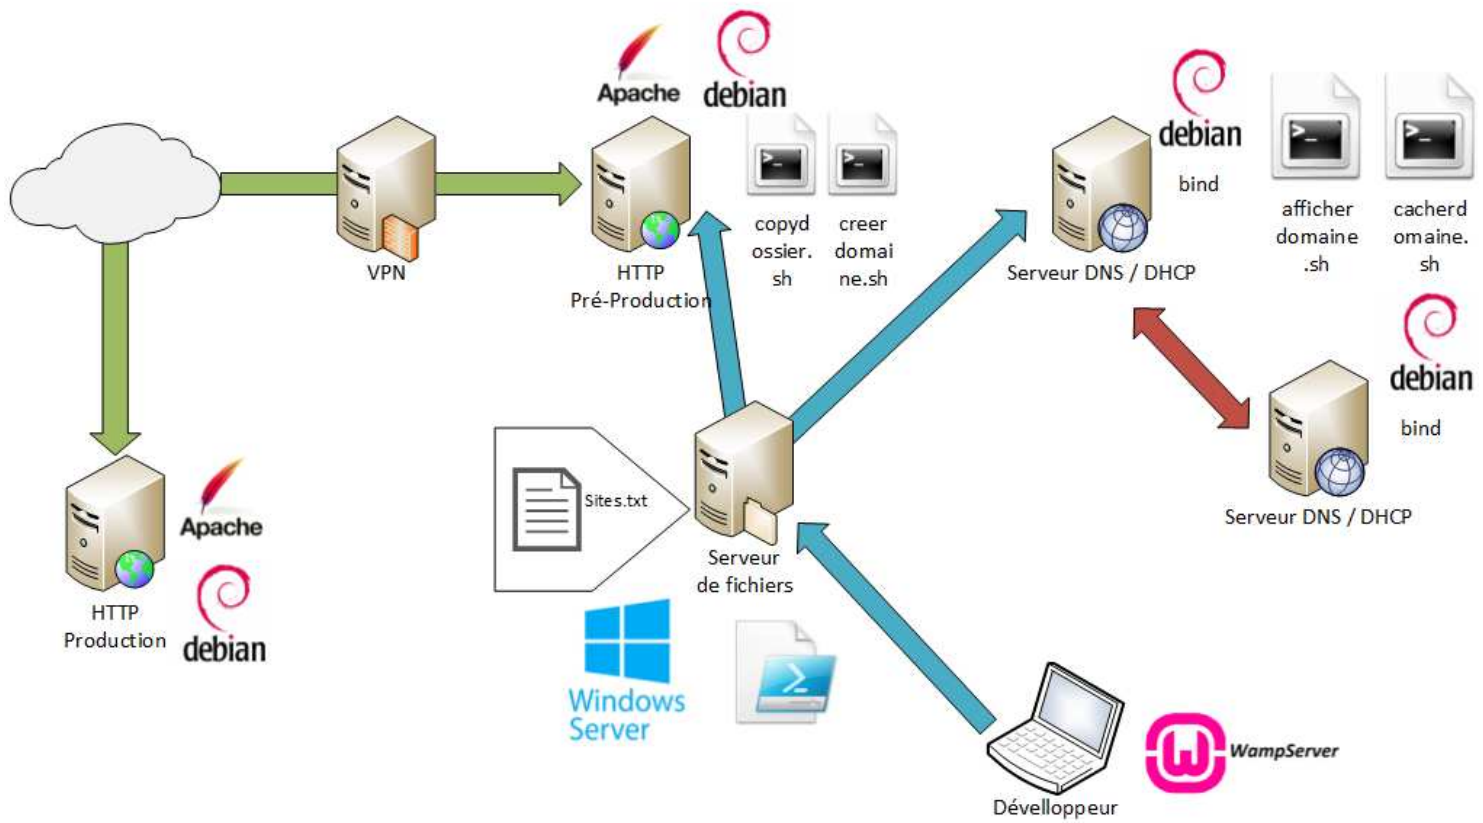 Apache
debian
copyd
ossier.
sh
creer
domai
ne.sh
VPN
HTTP
Pré-Production
debian
bind
afficher
domaine
.sh
cacherd
omaine.
sh
Serveur DNS / DHCP
debian
bind
Serveur DNS / DHCP
Apache
debian
HTTP
Production
Sites.txt
Serveur
de fichiers
Windows
Server
WampServer
Dévelloppeur